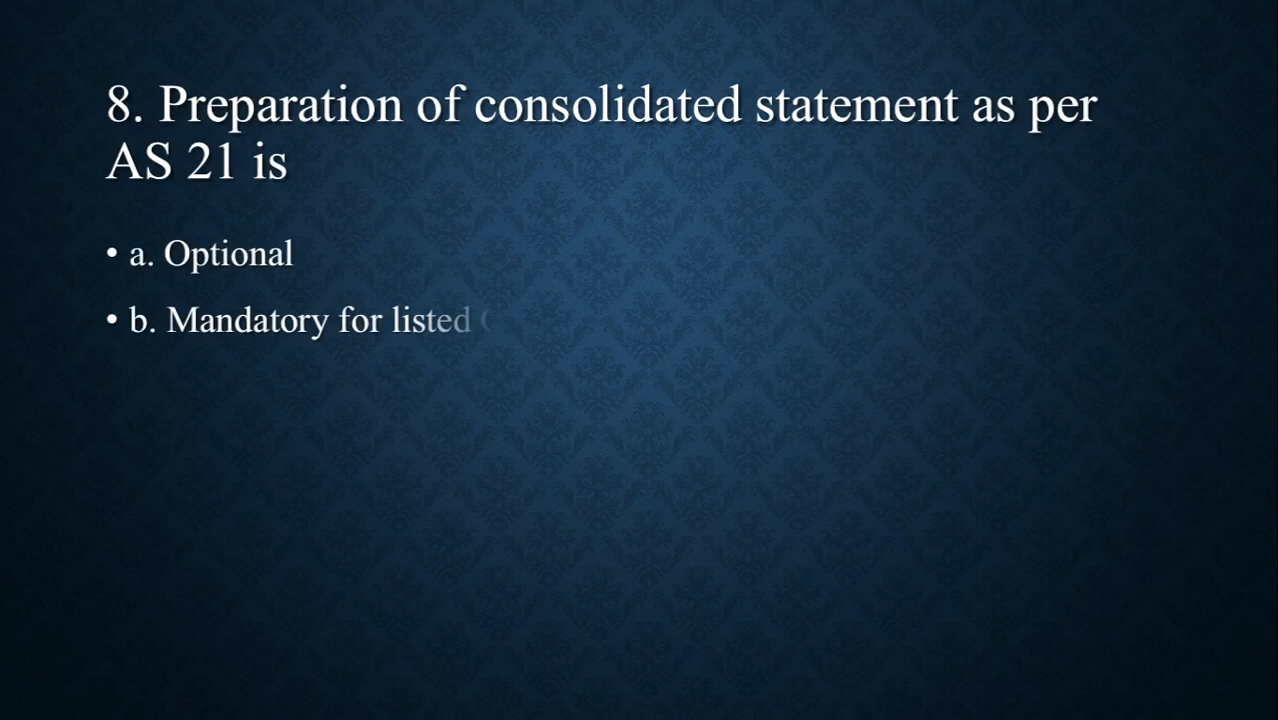 8. Preparation of consolidated statement as per
AS 21 is
• a. Optional
• b. Mandatory for listed